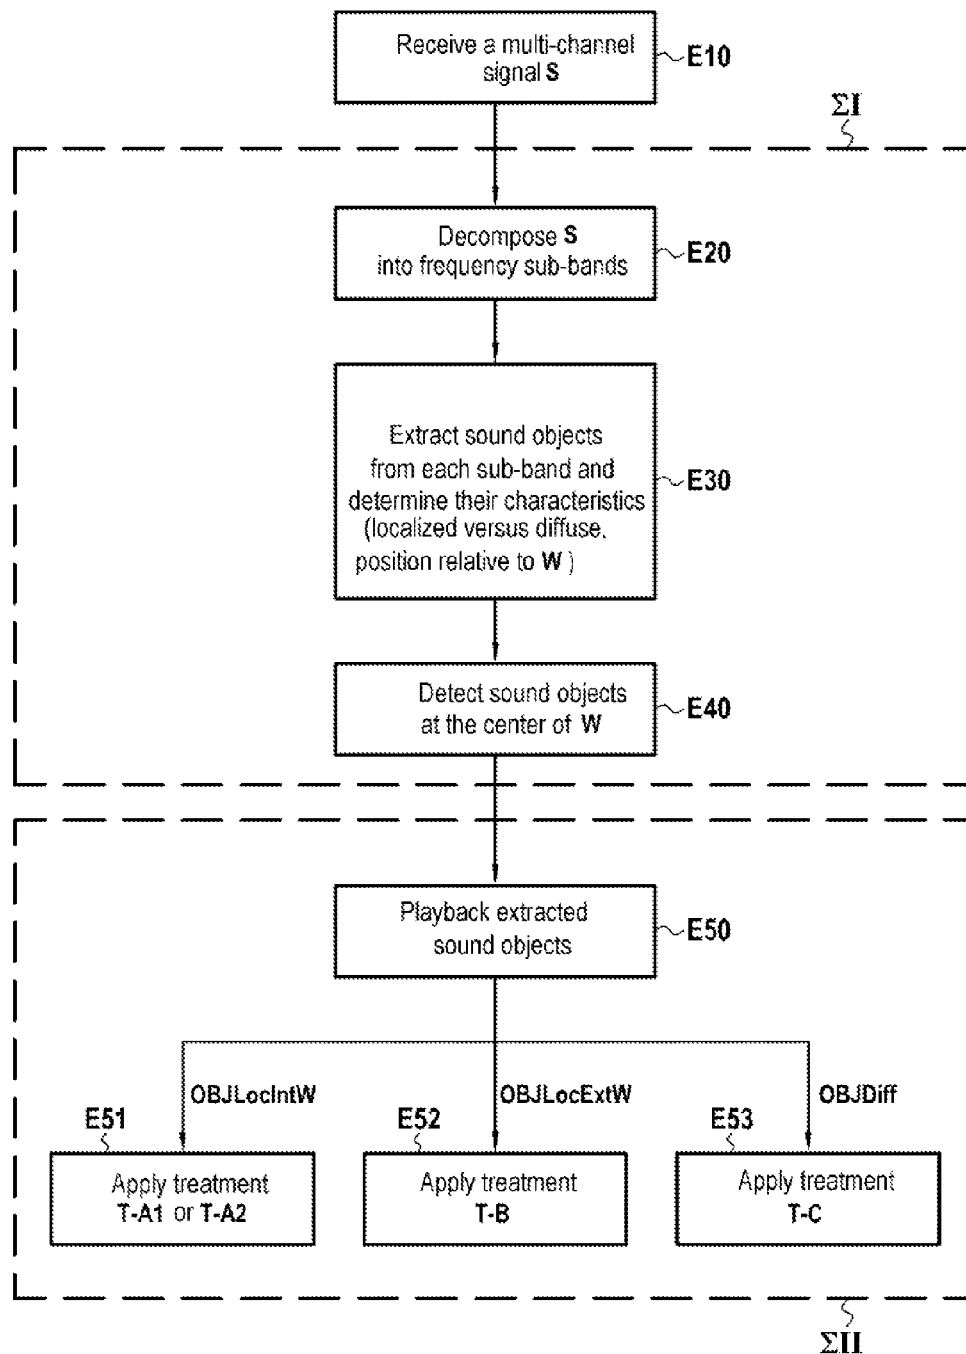 Receive a multi-channel
signal S
E10
ΣI
Decompose S
into frequency sub-bands
E20
Extract sound objects
from each sub-band and
determine their characteristics
(localized versus diffuse,
position relative to W )
E30
Detect sound objects
at the center of W
E40
Playback extracted
sound objects
E50
OBJLocIntW
OBJLocExtW
OBJDiff
E51
E52
E53
Apply treatment
T-A1 or T-A2
Apply treatment
T-B
Apply treatment
T-C
ΣII